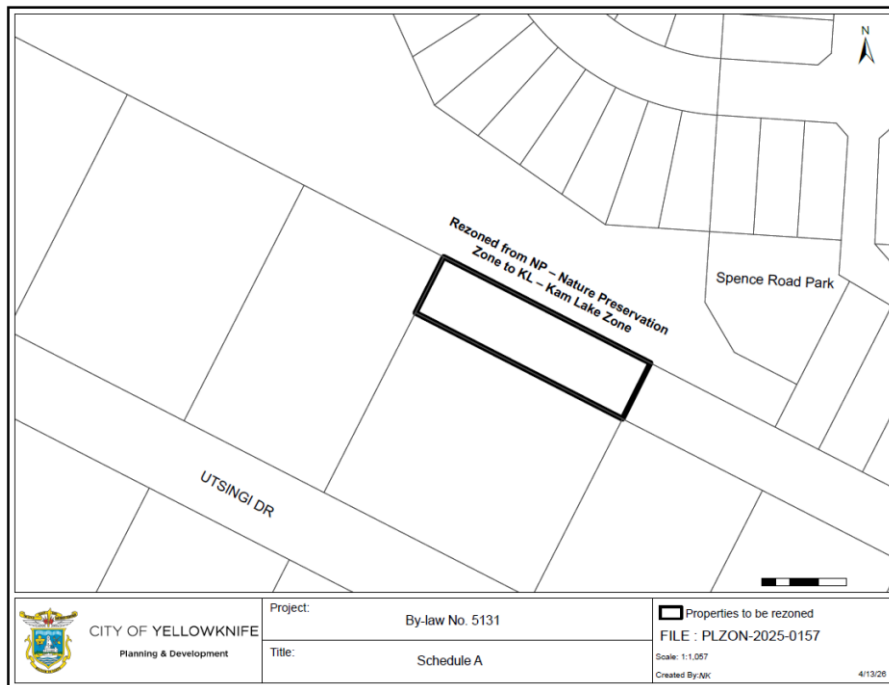 N
Rezoned from NP – Nature Preservation
Zone to KL – Kam Lake Zone
Spence Road Park
UTSINGI DR
CITY OF YELLOWKNIFE
Planning & Development
Project:
By-law No. 5131
Title:
Schedule A
Properties to be rezoned
FILE : PLZON-2025-0157
Scale: 1:1,057
Created By:NK
4/13/26